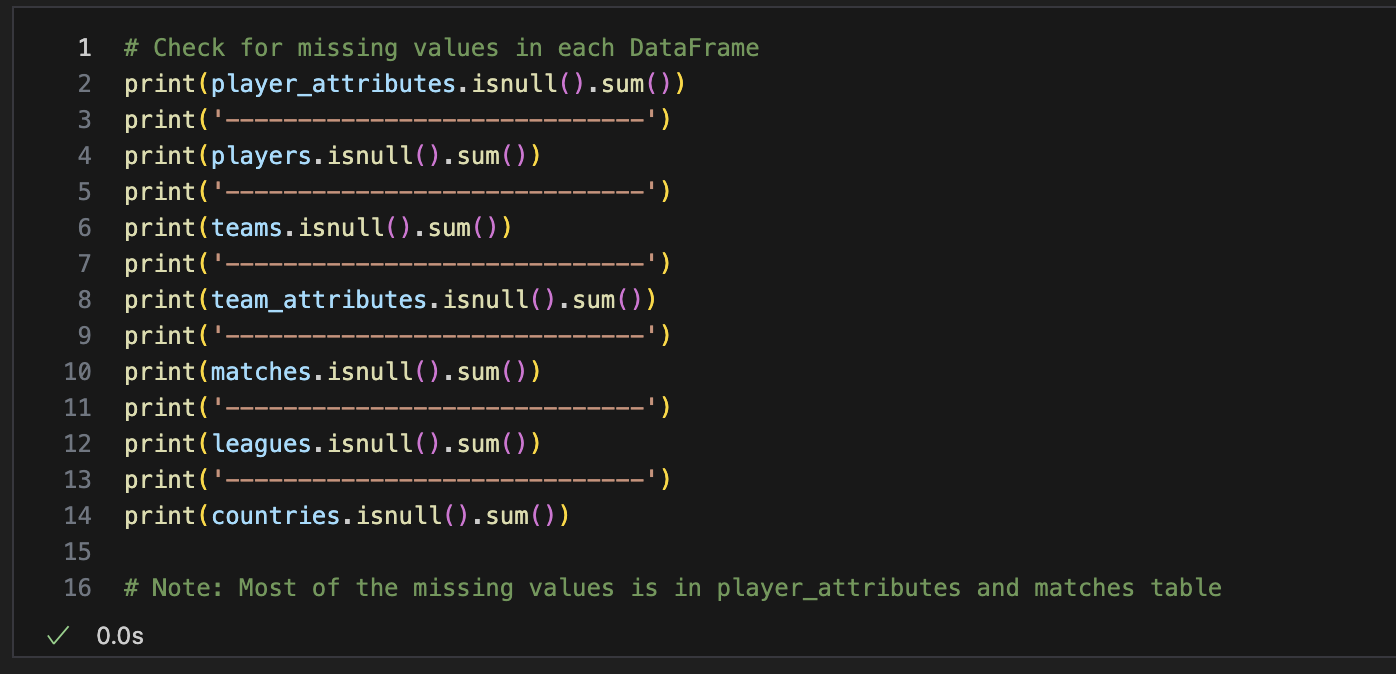 1 # Check for missing values in each DataFrame
2 print(player_attributes.isnull().sum())
3 print('-----------------------------')
4 print(players.isnull().sum())
5 print('-----------------------------')
6 print(teams.isnull().sum())
7 print('-----------------------------')
8 print(team_attributes.isnull().sum())
9 print('-----------------------------')
10 print(matches.isnull().sum())
11 print('-----------------------------')
12 print(leagues.isnull().sum())
13 print('-----------------------------')
14 print(countries.isnull().sum())
15
16 # Note: Most of the missing values is in player_attributes and matches table
✓ 0.0s